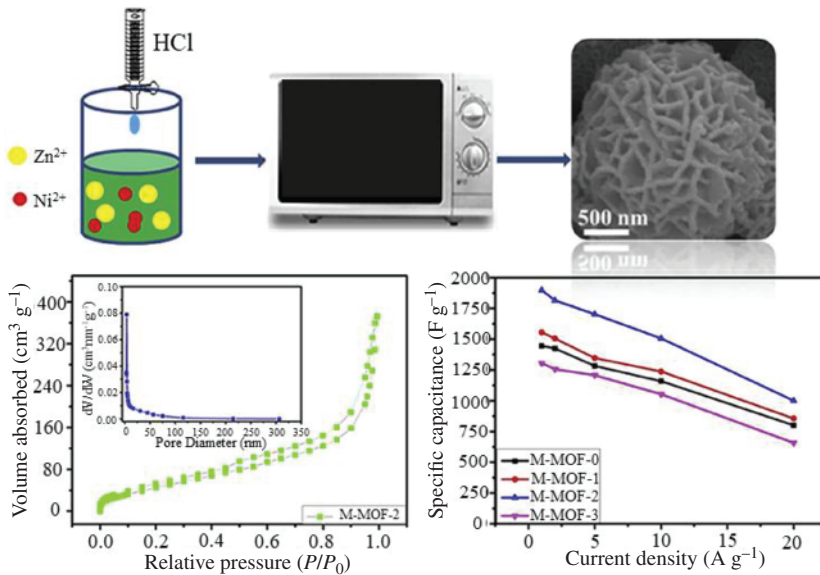 HCl
Zn²⁺
Ni²⁺
500 nm
500 nm
Volume absorbed (cm³ g⁻¹)
400
320
240
160
80
0
0.0 0.2 0.4 0.6 0.8 1.0
Relative pressure (P/P₀)
M-MOF-2
dV/dW (cm³nm⁻¹g⁻¹)
0.10
0.08
0.06
0.04
0.02
0.00
0 50 100 150 200 250 300 350
Pore Diameter (nm)
Specific capacitance (F g⁻¹)
2000
1750
1500
1250
1000
750
500
250
0
0 5 10 15 20
Current density (A g⁻¹)
M-MOF-0
M-MOF-1
M-MOF-2
M-MOF-3